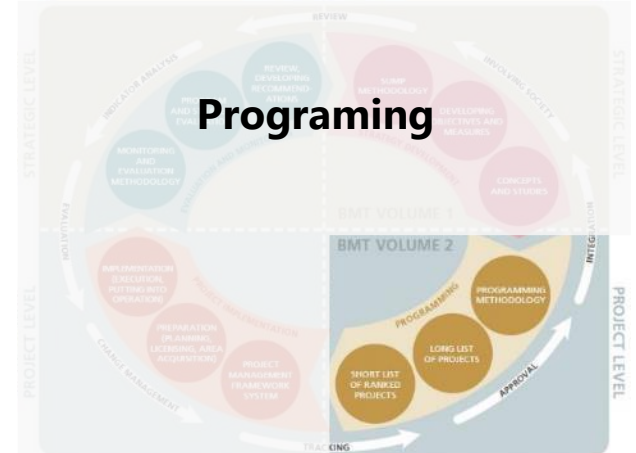 REVIEW
STRATEGIC LEVEL
INDICATOR ANALYSIS
REVIEW,
DEVELOPING
RECOMMEND-
ATIONS
SUMP
METHODOLOGY
INVOLVING SOCIETY
STRATEGIC LEVEL
Programing
DEVELOPING
OBJECTIVES AND
MEASURES
MONITORING
AND
EVALUATION
METHODOLOGY
CONCEPTS
AND STUDIES
BMT VOLUME 1
EVALUATION
BMT VOLUME 2
INTEGRATION
IMPLEMENTATION
(EXECUTION,
PUTTING INTO
OPERATION)
PROJECT IMPLEMENTATION
PROGRAMMING
PROGRAMMING
METHODOLOGY
PROJECT LEVEL
PREPARATION
(PLANNING,
LICENSING, AREA
ACQUISITION)
LONG LIST
OF PROJECTS
PROJECT LEVEL
CHANGE MANAGEMENT
PROJECT
MANAGEMENT
FRAMEWORK
SYSTEM
SHORT LIST
OF RANKED
PROJECTS
APPROVAL
TRACKING